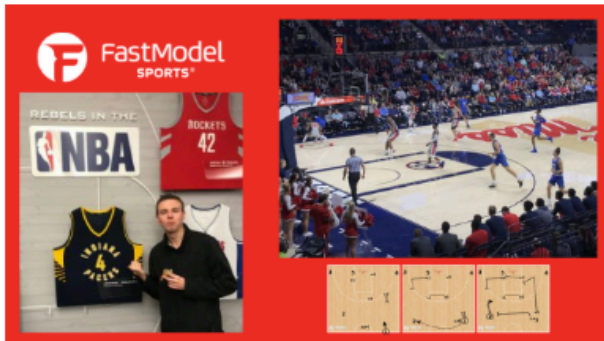 FastModel
SPORTS®
REBELS IN THE
NBA
ROCKETS
42
INDIANA
4
PACERS